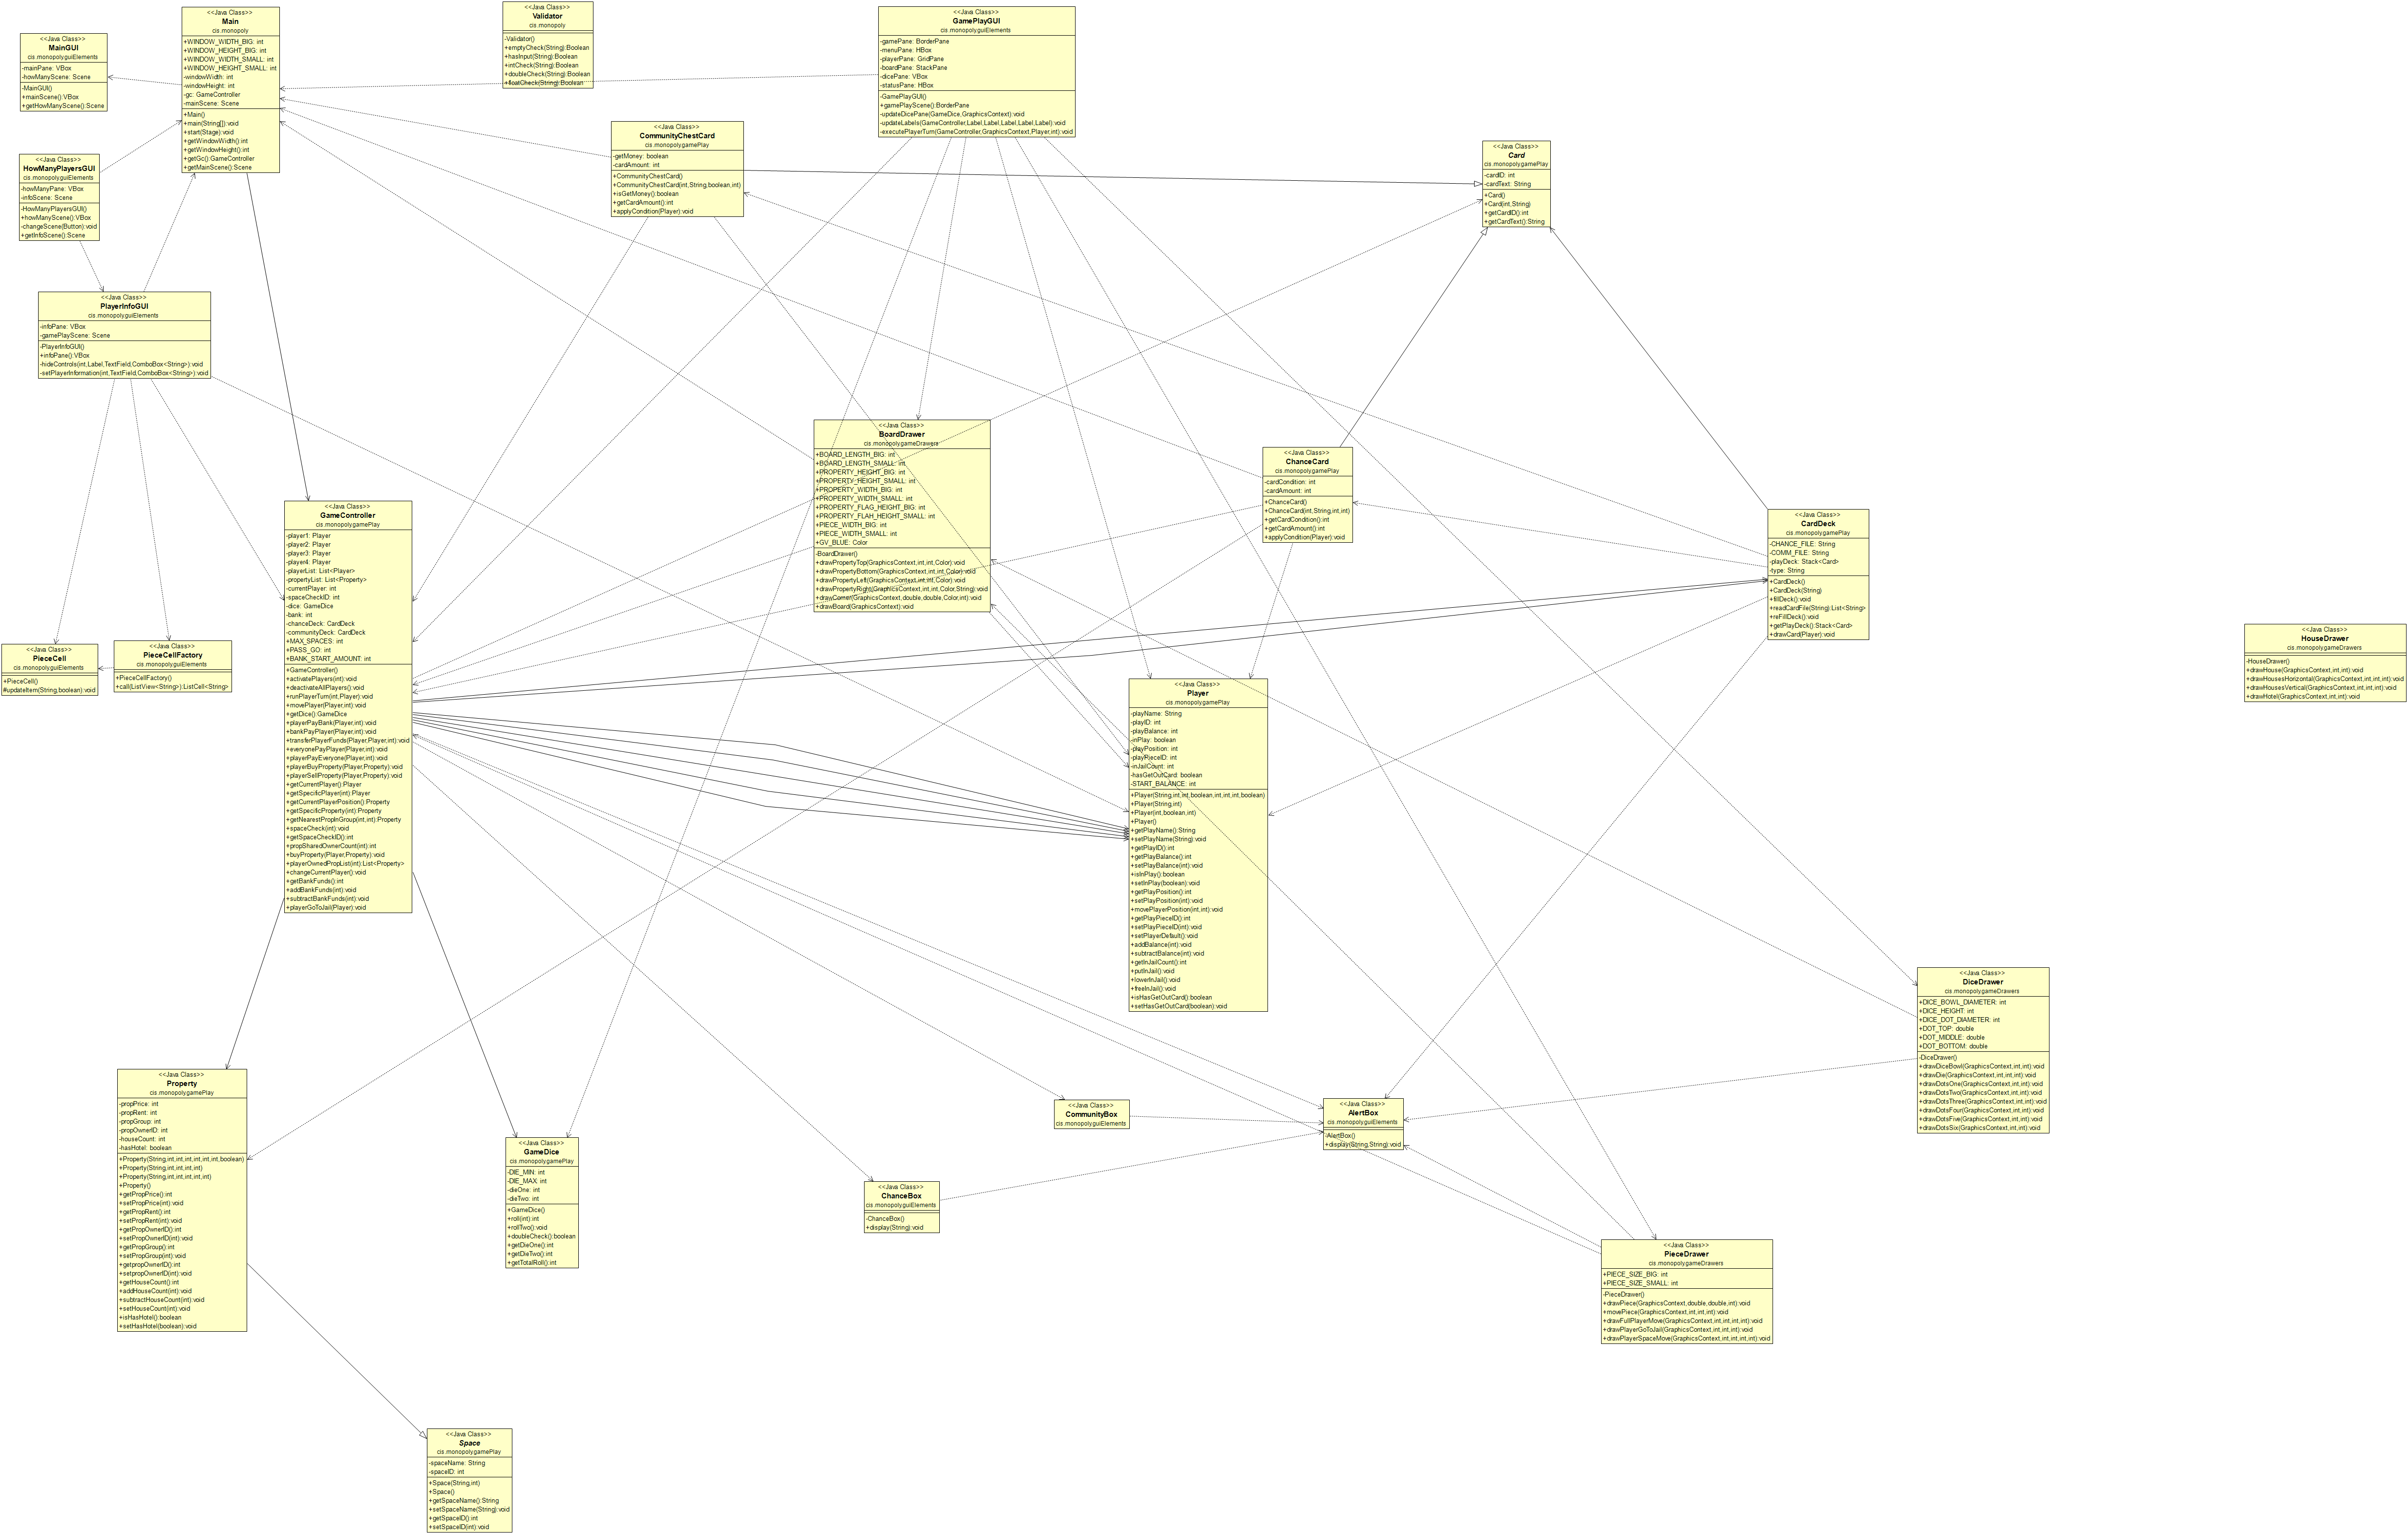 <<Java Class>>
MainGUI
cis.monopoly.guiElements
-mainPane: VBox
-howManyScene: Scene
-MainGUI()
+mainScene():VBox
+getHowManyScene():Scene
<<Java Class>>
Main
cis.monopoly
+WINDOW_WIDTH_BIG: int
+WINDOW_HEIGHT_BIG: int
+WINDOW_WIDTH_SMALL: int
+WINDOW_HEIGHT_SMALL: int
-windowWidth: int
-windowHeight: int
-gc: GameController
-mainScene: Scene
+Main()
+main(String[]):void
+start(Stage):void
+getWindowWidth():int
+getWindowHeight():int
+getGc():GameController
+getMainScene():Scene
<<Java Class>>
Validator
cis.monopoly
-Validator()
+emptyCheck(String):Boolean
+hasInput(String):Boolean
+intCheck(String):Boolean
+doubleCheck(String):Boolean
+floatCheck(String):Boolean
<<Java Class>>
GamePlayGUI
cis.monopoly.guiElements
-gamePane: BorderPane
-menuPane: HBox
-playerPane: GridPane
-boardPane: StackPane
-dicePane: VBox
-statusPane: HBox
-GamePlayGUI()
+gamePlayScene():BorderPane
-updateDicePane(GameDice,GraphicsContext):void
-updateLabels(GameController,Label,Label,Label,Label,Label):void
-executePlayerTurn(GameController,GraphicsContext,Player,int):void
<<Java Class>>
CommunityChestCard
cis.monopoly.gamePlay
-getMoney: boolean
-cardAmount: int
+CommunityChestCard()
+CommunityChestCard(int,String,boolean,int)
+isGetMoney():boolean
+getCardAmount():int
+applyCondition(Player):void
<<Java Class>>
Card
cis.monopoly.gamePlay
-cardID: int
-cardText: String
+Card()
+Card(int,String)
+getCardID():int
+getCardText():String
<<Java Class>>
HowManyPlayersGUI
cis.monopoly.guiElements
-howManyPane: VBox
-infoScene: Scene
-HowManyPlayersGUI()
+howManyScene():VBox
-changeScene(Button):void
+getInfoScene():Scene
<<Java Class>>
PlayerInfoGUI
cis.monopoly.guiElements
-infoPane: VBox
-gamePlayScene: Scene
-PlayerInfoGUI()
+infoPane():VBox
-hideControls(int,Label,TextField,ComboBox<String>):void
-setPlayerInformation(int,TextField,ComboBox<String>):void
<<Java Class>>
BoardDrawer
cis.monopoly.gameDrawers
+BOARD_LENGTH_BIG: int
+BOARD_LENGTH_SMALL: int
+PROPERTY_HEIGHT_BIG: int
+PROPERTY_HEIGHT_SMALL: int
+PROPERTY_WIDTH_BIG: int
+PROPERTY_WIDTH_SMALL: int
+PROPERTY_FLAG_HEIGHT_BIG: int
+PROPERTY_FLAH_HEIGHT_SMALL: int
+PIECE_WIDTH_BIG: int
+PIECE_WIDTH_SMALL: int
+GV_BLUE: Color
-BoardDrawer()
+drawPropertyTop(GraphicsContext,int,int,Color):void
+drawPropertyBottom(GraphicsContext,int,int,Color):void
+drawPropertyLeft(GraphicsContext,int,int,Color):void
+drawPropertyRight(GraphicsContext,int,int,Color,String):void
+drawCorner(GraphicsContext,double,double,Color,int):void
+drawBoard(GraphicsContext):void
<<Java Class>>
ChanceCard
cis.monopoly.gamePlay
-cardCondition: int
-cardAmount: int
+ChanceCard()
+ChanceCard(int,String,int,int)
+getCardCondition():int
+getCardAmount():int
+applyCondition(Player):void
<<Java Class>>
CardDeck
cis.monopoly.gamePlay
-CHANCE_FILE: String
-COMM_FILE: String
-playDeck: Stack<Card>
-type: String
+CardDeck()
+CardDeck(String)
+fillDeck():void
+readCardFile(String):List<String>
+reFillDeck():void
+getPlayDeck():Stack<Card>
+drawCard(Player):void
<<Java Class>>
GameController
cis.monopoly.gamePlay
-player1: Player
-player2: Player
-player3: Player
-player4: Player
-playerList: List<Player>
-propertyList: List<Property>
-currentPlayer: int
-spaceCheckID: int
-dice: GameDice
-bank: int
-chanceDeck: CardDeck
-communityDeck: CardDeck
+MAX_SPACES: int
+PASS_GO: int
+BANK_START_AMOUNT: int
+GameController()
+activatePlayers(int):void
+deactivateAllPlayers():void
+runPlayerTurn(int,Player):void
+movePlayer(Player,int):void
+getDice():GameDice
+playerPayBank(Player,int):void
+bankPayPlayer(Player,int):void
+transferPlayerFunds(Player,Player,int):void
+everyonePayPlayer(Player,int):void
+playerPayEveryone(Player,int):void
+playerBuyProperty(Player,Property):void
+playerSellProperty(Player,Property):void
+getCurrentPlayer():Player
+getSpecificPlayer(int):Player
+getCurrentPlayerPosition():Property
+getSpecificProperty(int):Property
+getNearestPropInGroup(int,int):Property
+spaceCheck(int):void
+getSpaceCheckID():int
+propSharedOwnerCount(int):int
+buyProperty(Player,Property):void
+playerOwnedPropList(int):List<Property>
+changeCurrentPlayer():void
+getBankFunds():int
+addBankFunds(int):void
+subtractBankFunds(int):void
+playerGoToJail(Player):void
<<Java Class>>
PieceCell
cis.monopoly.guiElements
+PieceCell()
#updateItem(String,boolean):void
<<Java Class>>
PieceCellFactory
cis.monopoly.guiElements
+PieceCellFactory()
+call(ListView<String>):ListCell<String>
<<Java Class>>
HouseDrawer
cis.monopoly.gameDrawers
-HouseDrawer()
+drawHouse(GraphicsContext,int,int):void
+drawHousesHorizontal(GraphicsContext,int,int,int):void
+drawHousesVertical(GraphicsContext,int,int,int):void
+drawHotel(GraphicsContext,int,int):void
<<Java Class>>
Player
cis.monopoly.gamePlay
-playName: String
-playID: int
-playBalance: int
-inPlay: boolean
-playPosition: int
-playPieceID: int
-inJailCount: int
-hasGetOutCard: boolean
-START_BALANCE: int
+Player(String,int,int,boolean,int,int,int,boolean)
+Player(String,int)
+Player(int,boolean,int)
+Player()
+getPlayName():String
+setPlayName(String):void
+getPlayID():int
+getPlayBalance():int
+setPlayBalance(int):void
+isInPlay():boolean
+setInPlay(boolean):void
+getPlayPosition():int
+setPlayPosition(int):void
+movePlayerPosition(int,int):void
+getPlayPieceID():int
+setPlayPieceID(int):void
+setPlayerDefault():void
+addBalance(int):void
+subtractBalance(int):void
+getInJailCount():int
+putInJail():void
+lowerInJail():void
+freeInJail():void
+isHasGetOutCard():boolean
+setHasGetOutCard(boolean):void
<<Java Class>>
DiceDrawer
cis.monopoly.gameDrawers
+DICE_BOWL_DIAMETER: int
+DICE_HEIGHT: int
+DICE_DOT_DIAMETER: int
+DOT_TOP: double
+DOT_MIDDLE: double
+DOT_BOTTOM: double
-DiceDrawer()
+drawDiceBowl(GraphicsContext,int,int):void
+drawDie(GraphicsContext,int,int,int):void
+drawDotsOne(GraphicsContext,int,int):void
+drawDotsTwo(GraphicsContext,int,int):void
+drawDotsThree(GraphicsContext,int,int):void
+drawDotsFour(GraphicsContext,int,int):void
+drawDotsFive(GraphicsContext,int,int):void
+drawDotsSix(GraphicsContext,int,int):void
<<Java Class>>
Property
cis.monopoly.gamePlay
-propPrice: int
-propRent: int
-propGroup: int
-propOwnerID: int
-houseCount: int
-hasHotel: boolean
+Property(String,int,int,int,int,int,int,boolean)
+Property(String,int,int,int,int)
+Property(String,int,int,int,int,int)
+Property()
+getPropPrice():int
+setPropPrice(int):void
+getPropRent():int
+setPropRent(int):void
+getPropOwnerID():int
+setPropOwnerID(int):void
+getPropGroup():int
+setPropGroup(int):void
+getpropOwnerID():int
+setpropOwnerID(int):void
+getHouseCount():int
+addHouseCount(int):void
+subtractHouseCount(int):void
+setHouseCount(int):void
+isHasHotel():boolean
+setHasHotel(boolean):void
<<Java Class>>
GameDice
cis.monopoly.gamePlay
-DIE_MIN: int
-DIE_MAX: int
-dieOne: int
-dieTwo: int
+GameDice()
+roll(int):int
+rollTwo():void
+doubleCheck():boolean
+getDieOne():int
+getDieTwo():int
+getTotalRoll():int
<<Java Class>>
CommunityBox
cis.monopoly.guiElements
<<Java Class>>
AlertBox
cis.monopoly.guiElements
-AlertBox()
+display(String,String):void
<<Java Class>>
ChanceBox
cis.monopoly.guiElements
-ChanceBox()
+display(String):void
<<Java Class>>
PieceDrawer
cis.monopoly.gameDrawers
+PIECE_SIZE_BIG: int
+PIECE_SIZE_SMALL: int
-PieceDrawer()
+drawPiece(GraphicsContext,double,double,int):void
+movePiece(GraphicsContext,int,int,int):void
+drawFullPlayerMove(GraphicsContext,int,int,int,int):void
+drawPlayerGoToJail(GraphicsContext,int,int,int):void
+drawPlayerSpaceMove(GraphicsContext,int,int,int,int):void
<<Java Class>>
Space
cis.monopoly.gamePlay
-spaceName: String
-spaceID: int
+Space(String,int)
+Space()
+getSpaceName():String
+setSpaceName(String):void
+getSpaceID():int
+setSpaceID(int):void